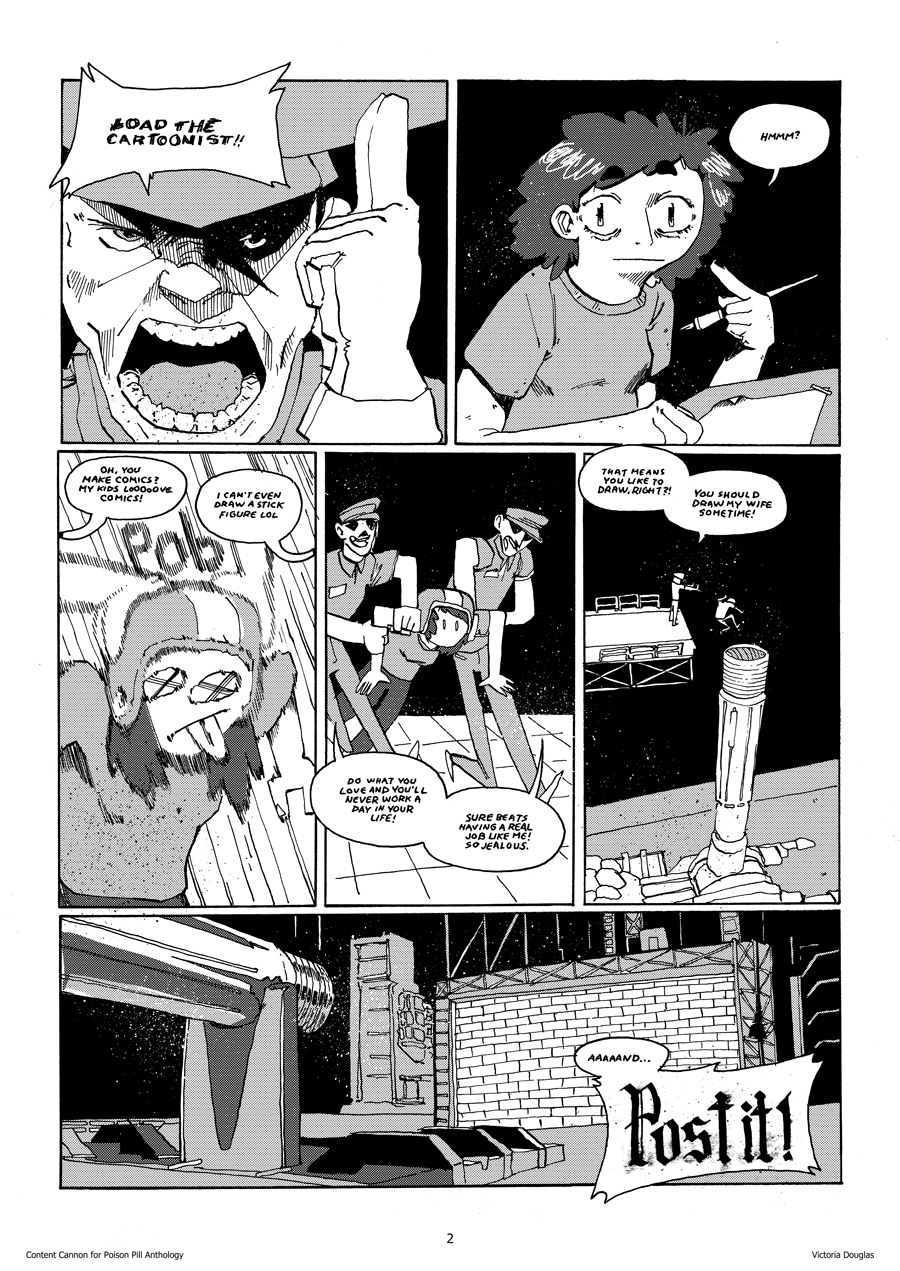 LOAD THE
CARTOONIST!!
HMMM?
OH, YOU
MAKE COMICS?
MY KIDS LOOOOOVE
COMICS!
I CAN'T EVEN
DRAW A STICK
FIGURE LOL
POb!
DO WHAT YOU
LOVE AND YOU'LL
NEVER WORK A
DAY IN YOUR
LIFE!
SURE BEATS
HAVING A REAL
JOB LIKE ME!
SO JEALOUS.
THAT MEANS
YOU LIKE TO
DRAW, RIGHT?!
YOU SHOULD
DRAW MY WIFE
SOMETIME!
AAAAAND...
Post it!
2
Content Cannon for Poison Pill Anthology
Victoria Douglas